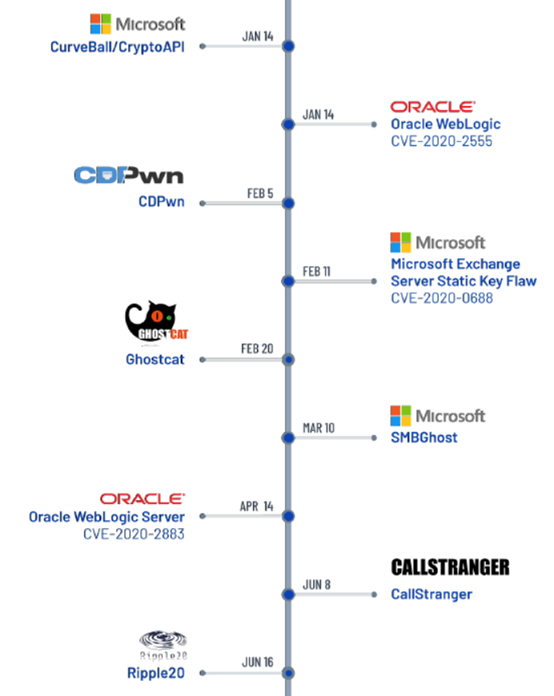 Microsoft
CurveBall/CryptoAPI
JAN 14
JAN 14
ORACLE
Oracle WebLogic
CVE-2020-2555
CDPwn
CDPwn
FEB 5
FEB 11
Microsoft
Microsoft Exchange
Server Static Key Flaw
CVE-2020-0688
GHOSTCAT
Ghostcat
FEB 20
MAR 10
Microsoft
SMBGhost
ORACLE
Oracle WebLogic Server
CVE-2020-2883
APR 14
JUN 8
CALLSTRANGER
CallStranger
Ripple20
Ripple20
JUN 16